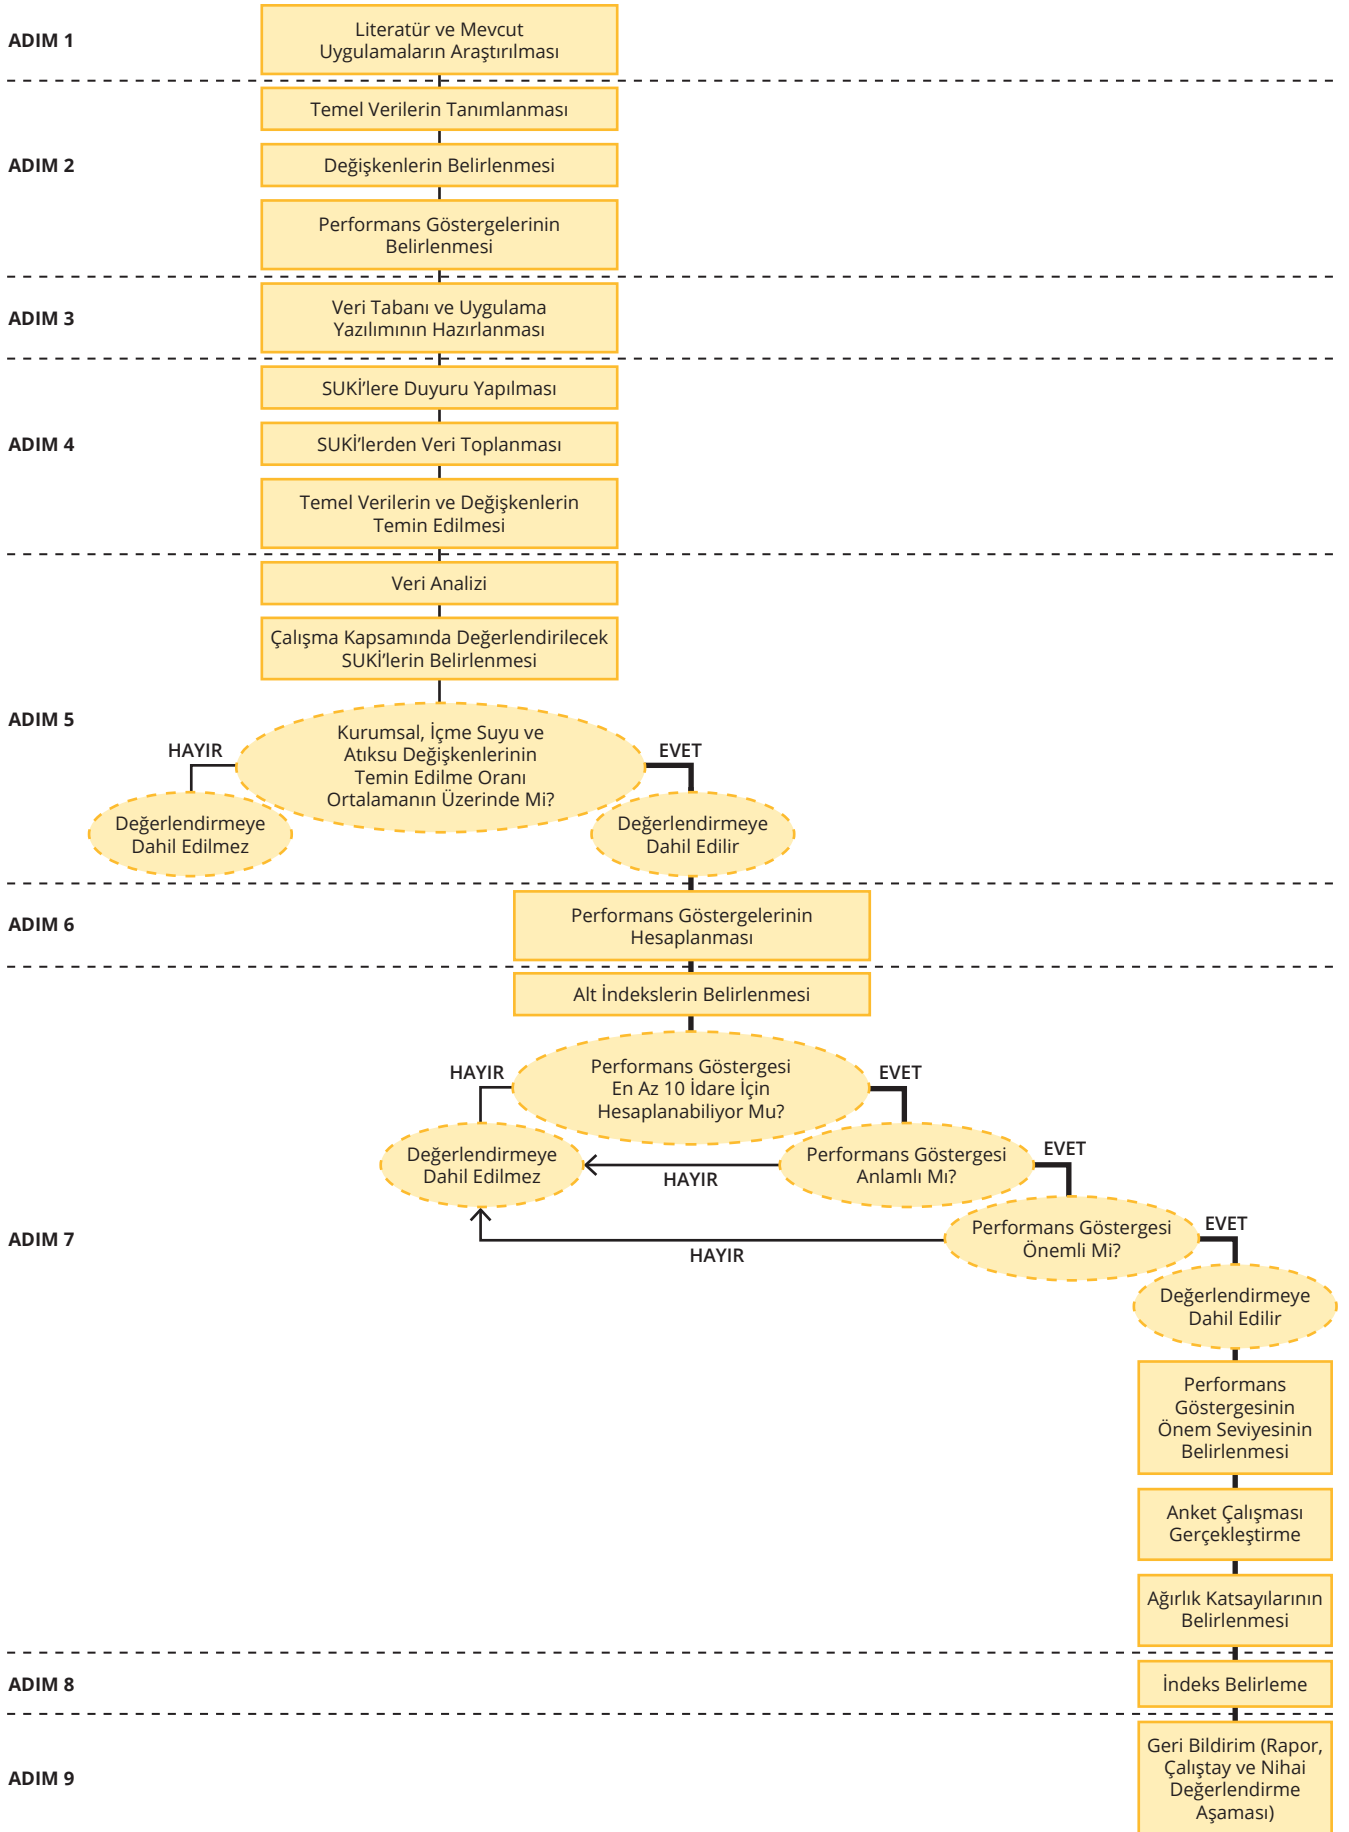 ADIM 1
Literatür ve Mevcut
Uygulamaların Araştırılması
Temel Verilerin Tanımlanması
ADIM 2
Değişkenlerin Belirlenmesi
Performans Göstergelerinin
Belirlenmesi
ADIM 3
Veri Tabanı ve Uygulama
Yazılımının Hazırlanması
SUKİ’lere Duyuru Yapılması
ADIM 4
SUKİ’lerden Veri Toplanması
Temel Verilerin ve Değişkenlerin
Temin Edilmesi
Veri Analizi
Çalışma Kapsamında Değerlendirilecek
SUKİ’lerin Belirlenmesi
ADIM 5
Kurumsal, İçme Suyu ve
Atıksu Değişkenlerinin
Temin Edilme Oranı
Ortalamanın Üzerinde Mi?
HAYIR
EVET
Değerlendirmeye
Dahil Edilmez
Değerlendirmeye
Dahil Edilir
ADIM 6
Performans Göstergelerinin
Hesaplanması
Alt İndekslerin Belirlenmesi
HAYIR
Performans Göstergesi
En Az 10 İdare İçin
Hesaplanabiliyor Mu?
EVET
Değerlendirmeye
Dahil Edilmez
HAYIR
Performans Göstergesi
Anlamlı Mı?
EVET
ADIM 7
HAYIR
Performans Göstergesi
Önemli Mi?
EVET
Değerlendirmeye
Dahil Edilir
Performans
Göstergesinin
Önem Seviyesinin
Belirlenmesi
Anket Çalışması
Gerçekleştirme
Ağırlık Katsayılarının
Belirlenmesi
ADIM 8
İndeks Belirleme
ADIM 9
Geri Bildirim (Rapor,
Çalıştay ve Nihai
Değerlendirme
Aşaması)